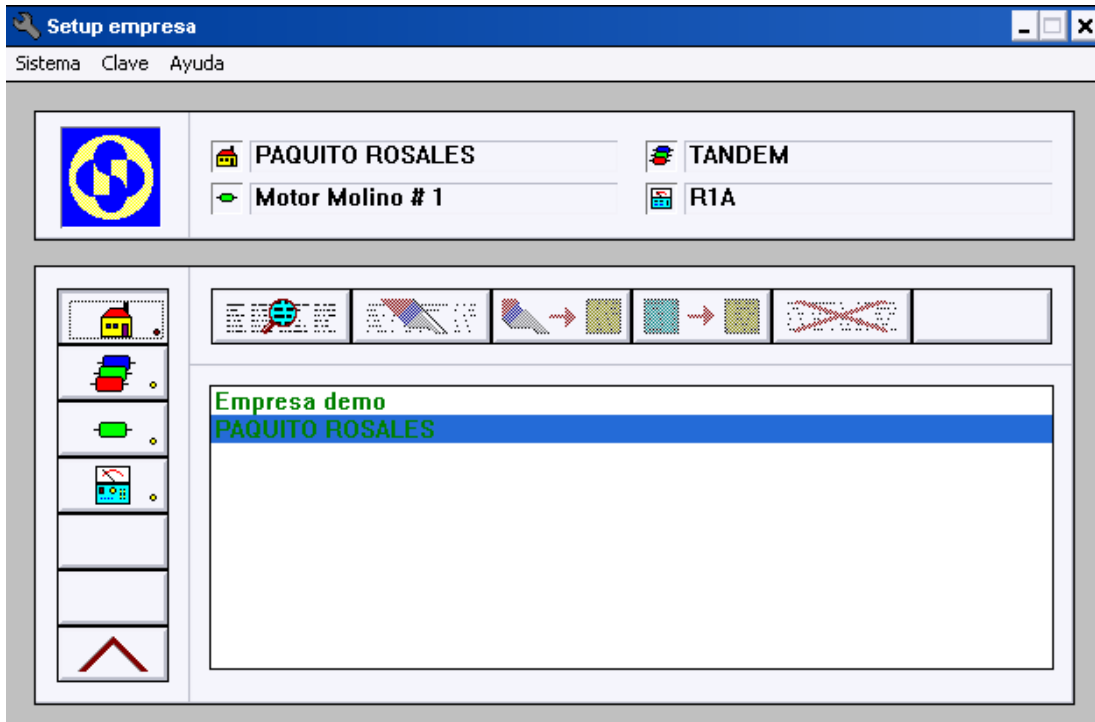 Setup empresa
Sistema Clave Ayuda
PAQUITO ROSALES
TANDEM
Motor Molino # 1
R1A
Empresa demo
PAQUITO ROSALES